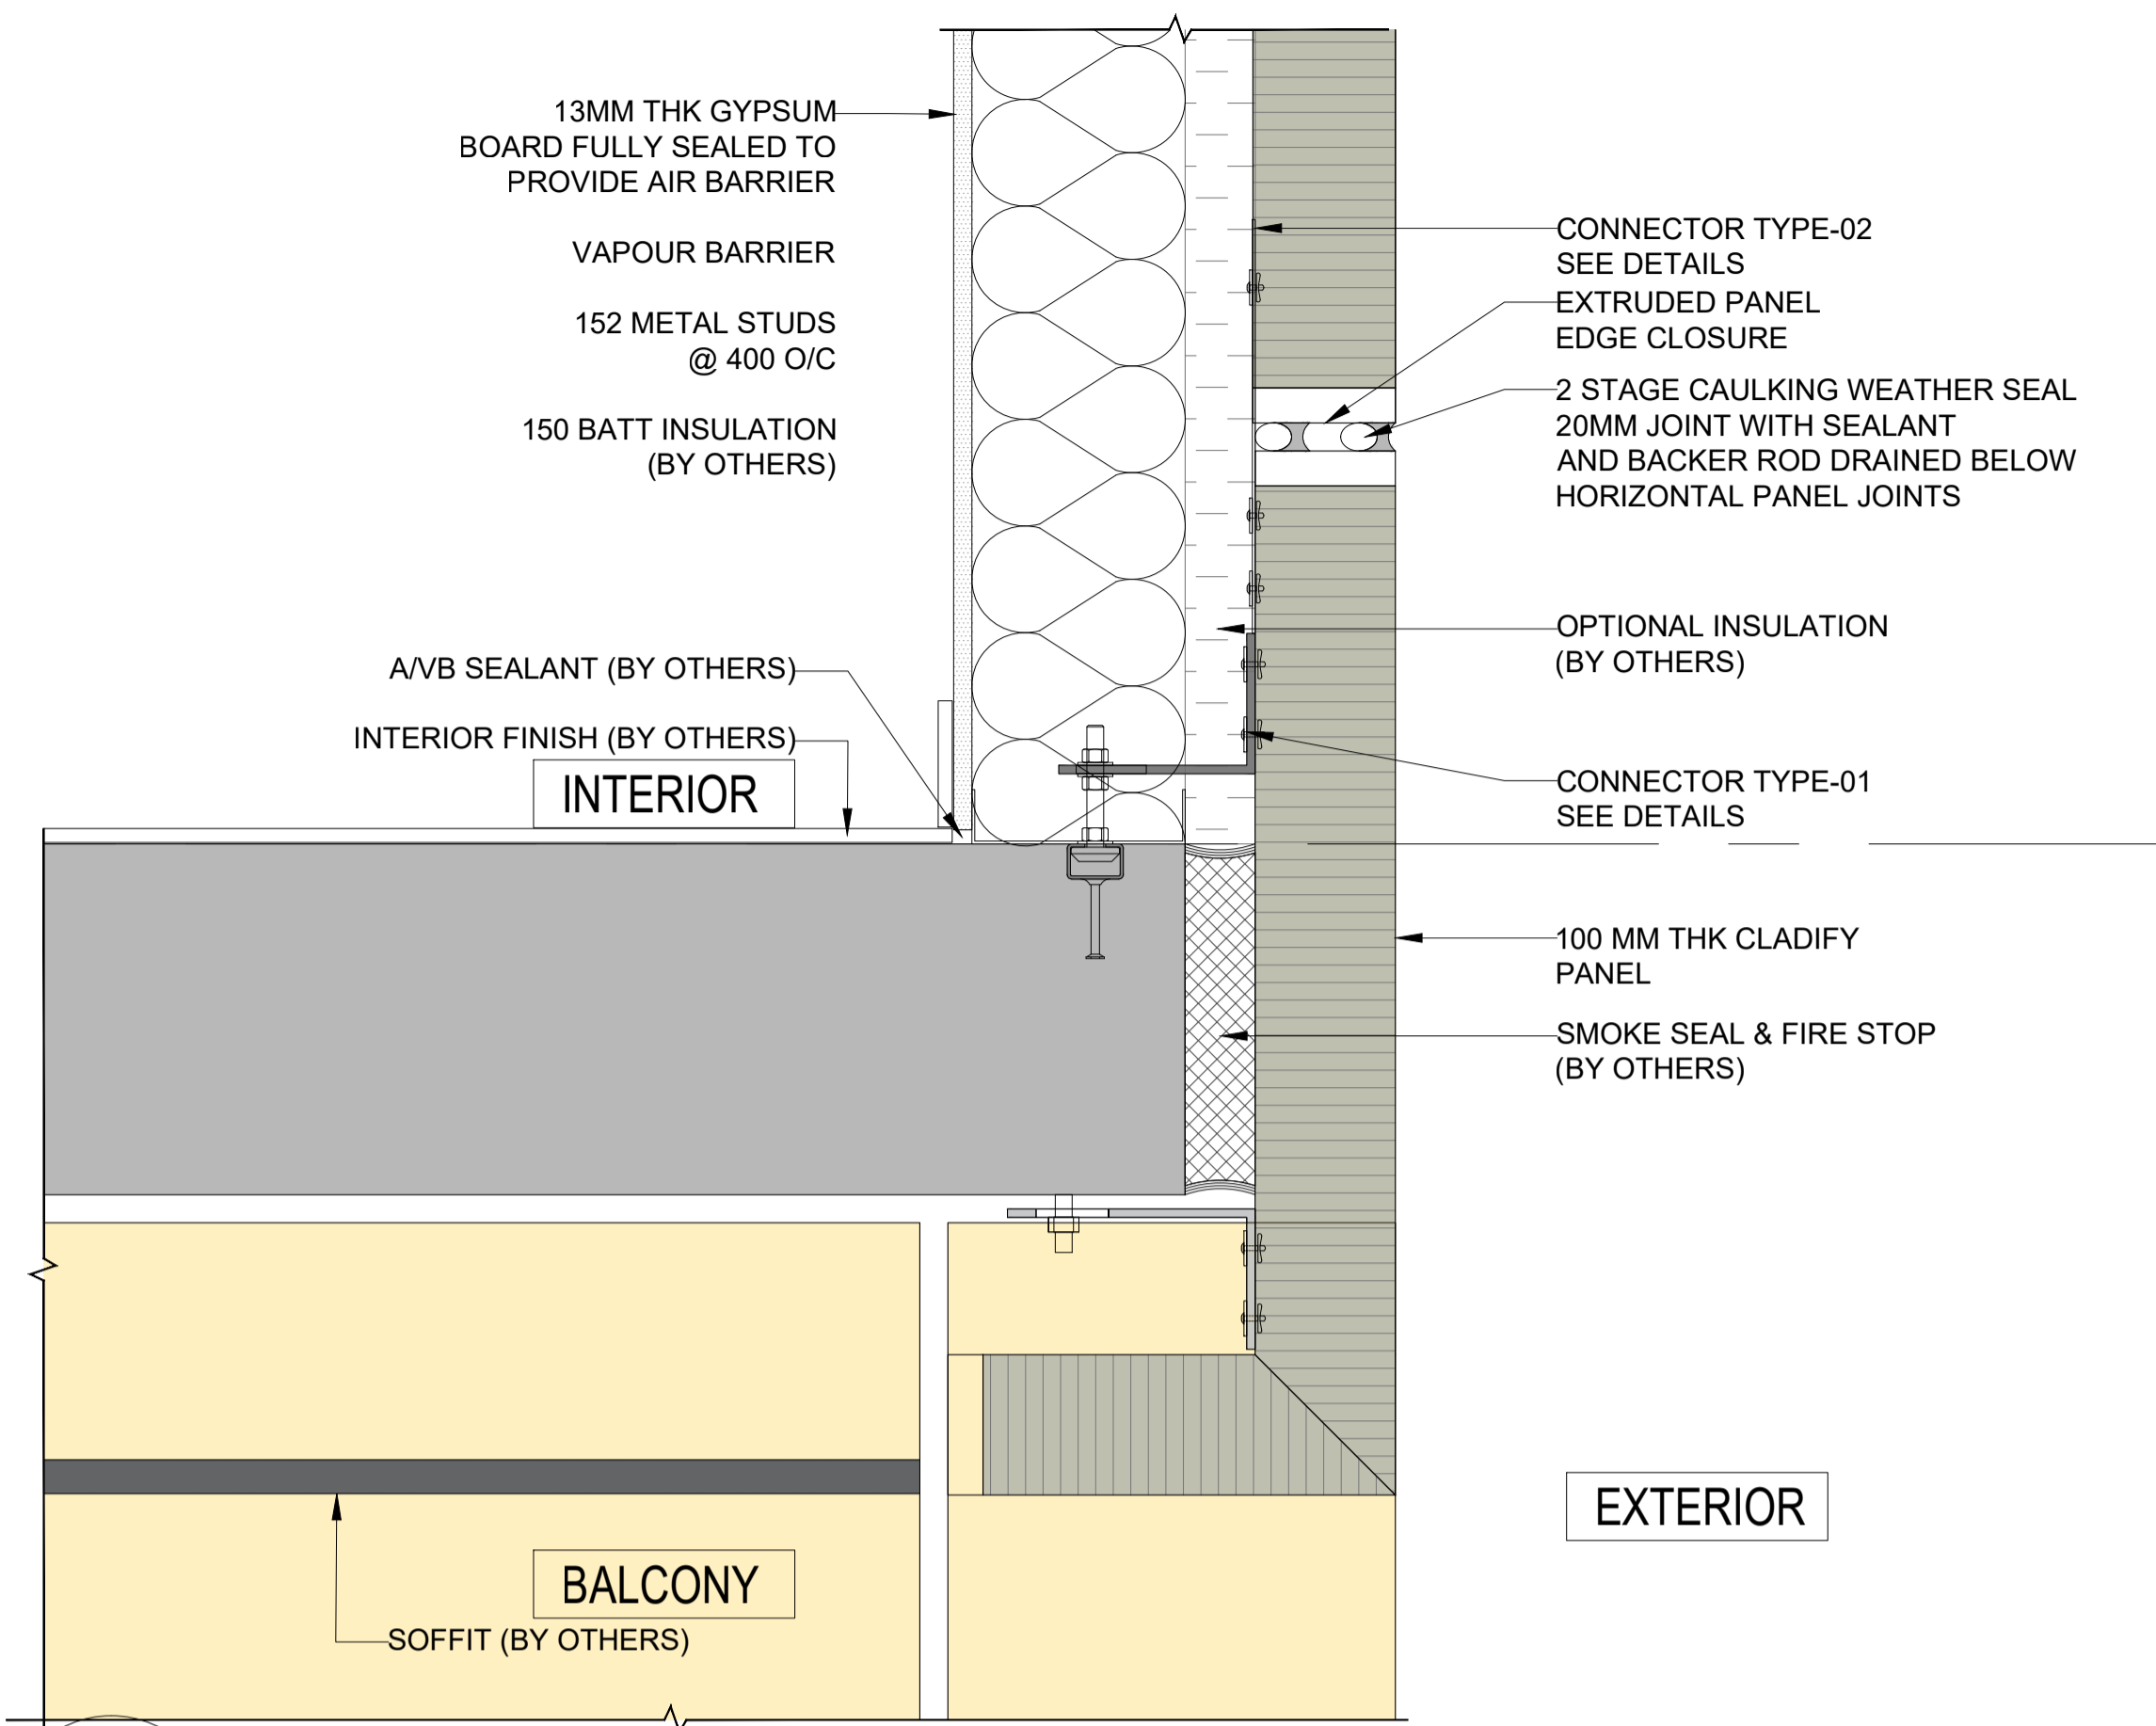 13MM THK GYPSUM
BOARD FULLY SEALED TO
PROVIDE AIR BARRIER
VAPOUR BARRIER
152 METAL STUDS
@ 400 O/C
150 BATT INSULATION
(BY OTHERS)
A/VB SEALANT (BY OTHERS)
INTERIOR FINISH (BY OTHERS)
INTERIOR
CONNECTOR TYPE-02
SEE DETAILS
EXTRUDED PANEL
EDGE CLOSURE
2 STAGE CAULKING WEATHER SEAL
20MM JOINT WITH SEALANT
AND BACKER ROD DRAINED BELOW
HORIZONTAL PANEL JOINTS
OPTIONAL INSULATION
(BY OTHERS)
CONNECTOR TYPE-01
SEE DETAILS
100 MM THK CLADIFY
PANEL
SMOKE SEAL & FIRE STOP
(BY OTHERS)
EXTERIOR
BALCONY
SOFFIT (BY OTHERS)